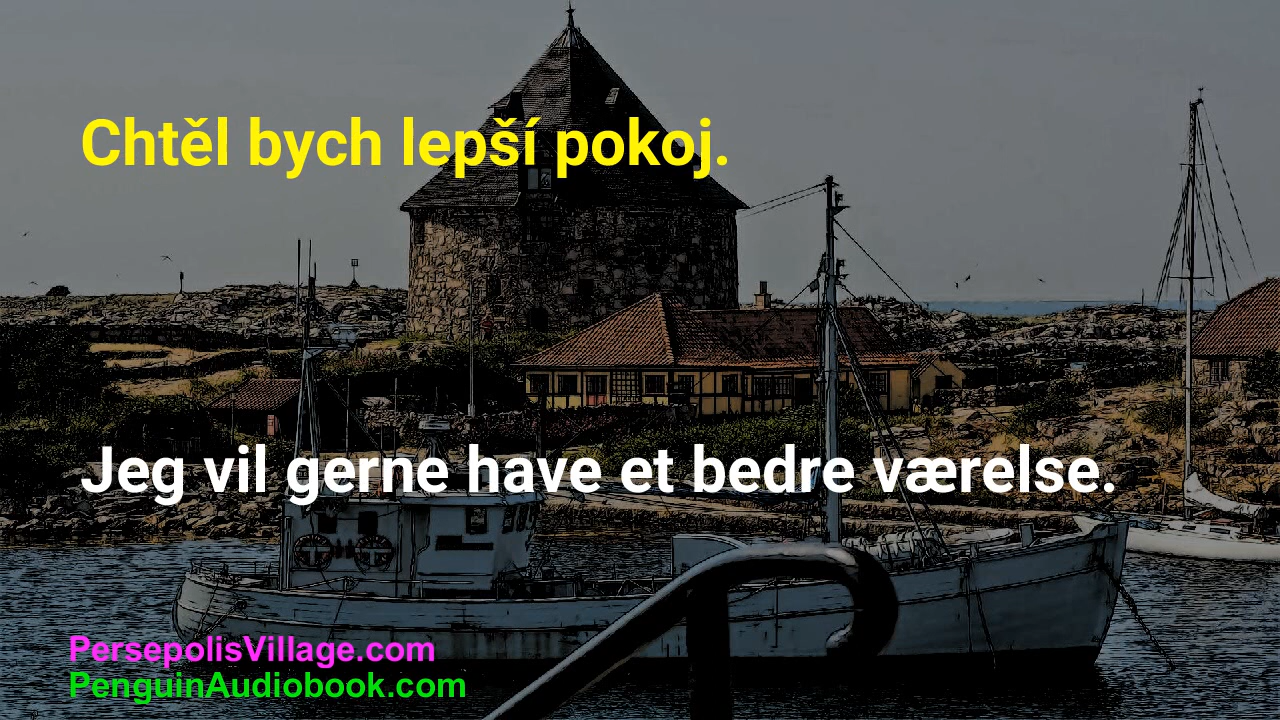 Chtěl bych lepší pokoj.
Jeg vil gerne have et bedre værelse.
PersepolisVillage.com
PenguinAudiobook.com